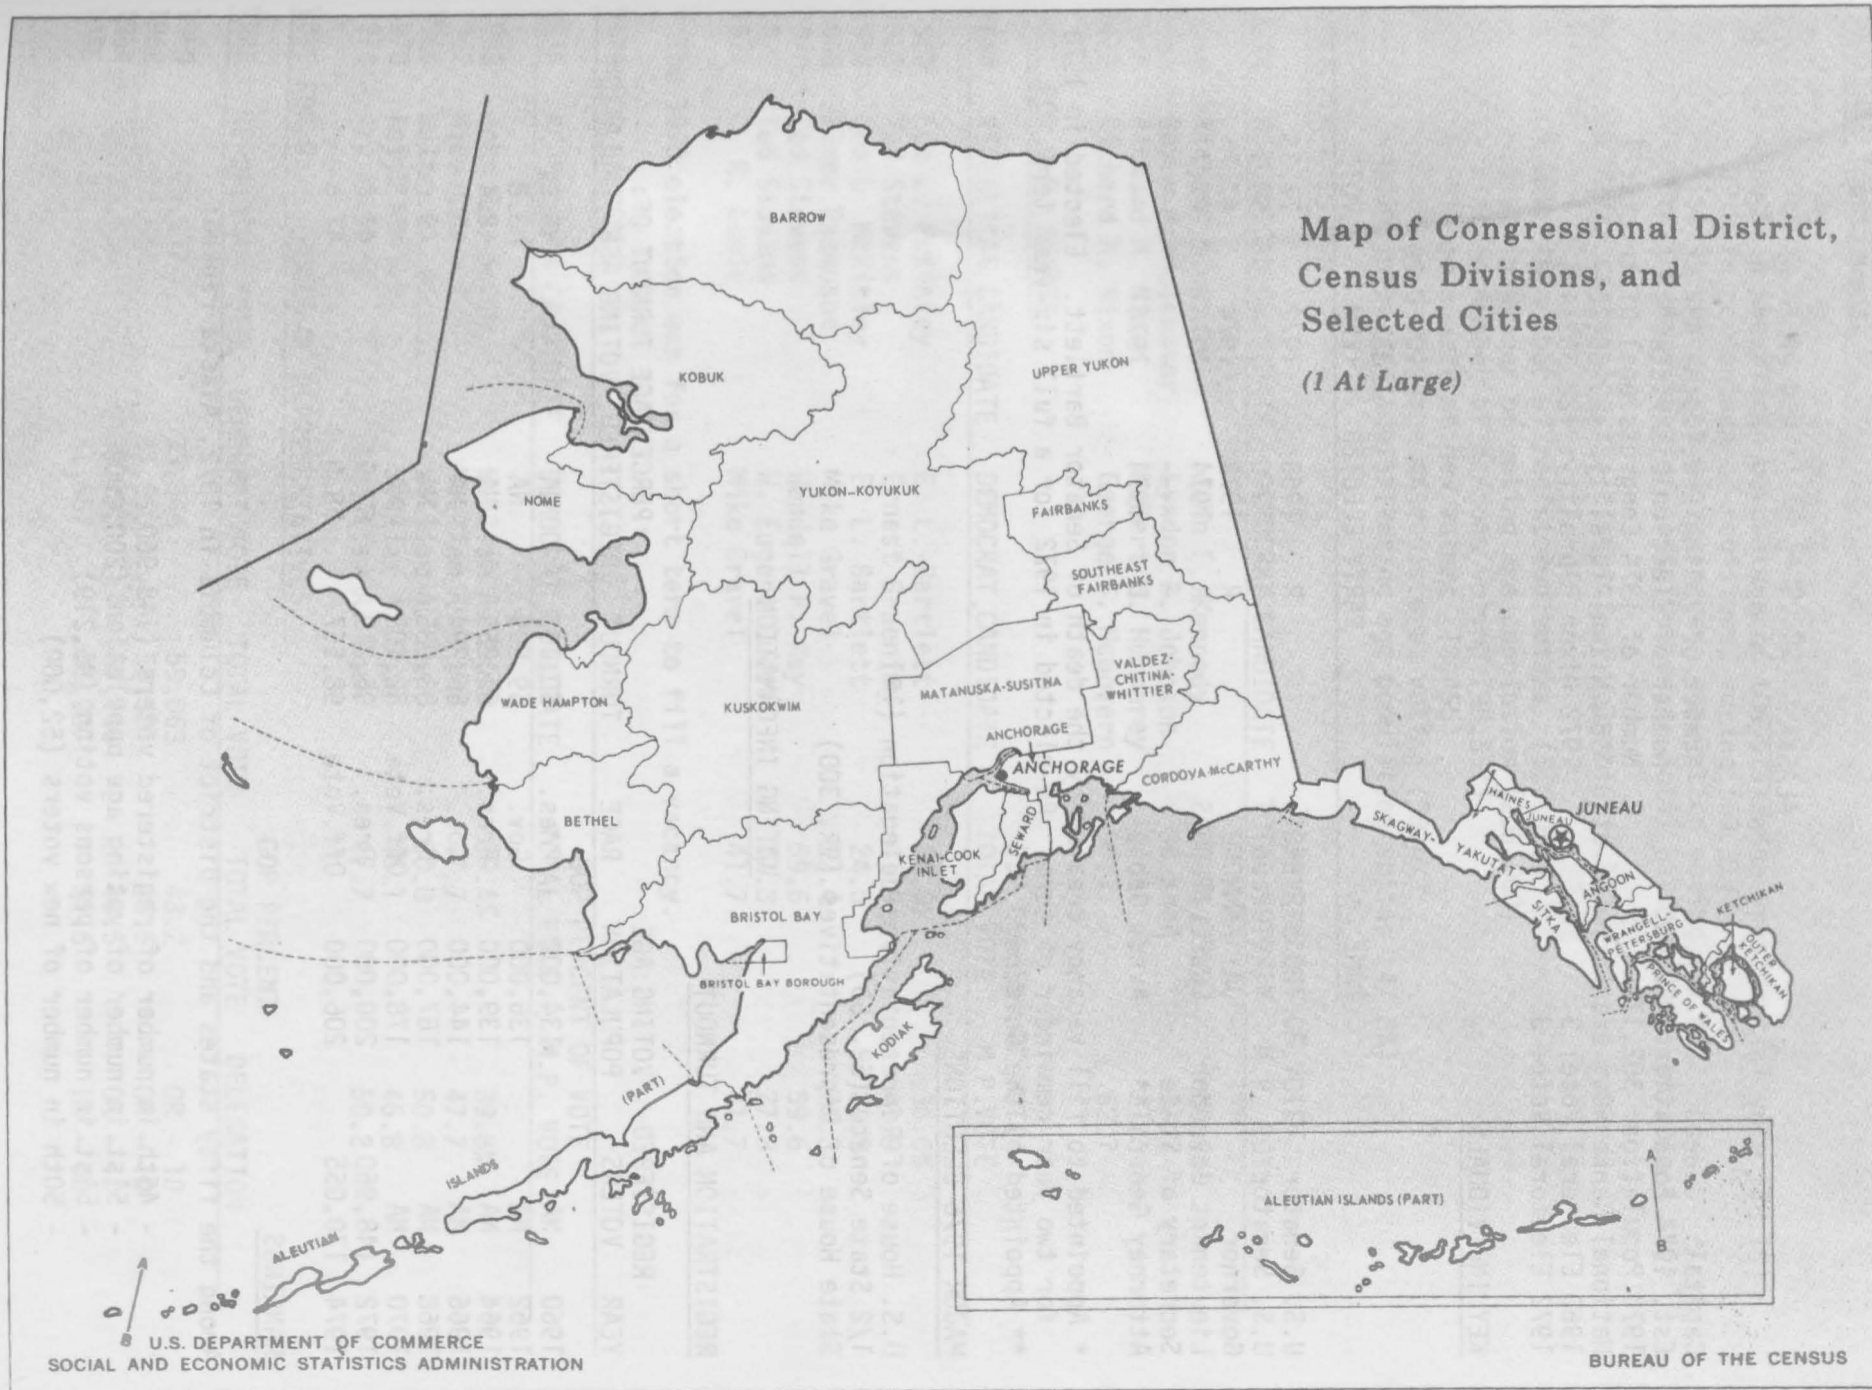 Map of Congressional District,
Census Divisions, and
Selected Cities
(1 At Large)
BARROW
KOBUK
UPPER YUKON
NOME
YUKON-KOYUKUK
FAIRBANKS
SOUTHEAST
FAIRBANKS
WADE HAMPTON
KUSKOKWIM
MATANUSKA-SUSITNA
VALDEZ-
CHITINA-
WHITTIER
ANCHORAGE
ANCHORAGE
CORDOVA-McCARTHY
BETHEL
KENAI-COOK
INLET
SEWARD
SKAGWAY-
YAKUTAT
HAINES
JUNEAU
JUNEAU
ANGOON
SITKA
WRANGELL-
PETERSBURG
KETCHIKAN
OUTER
KETCHIKAN
PRINCE OF WALES
BRISTOL BAY
BRISTOL BAY BOROUGH
KODIAK
(PART)
ISLANDS
ALEUTIAN
A
B
ALEUTIAN ISLANDS (PART)
A
B
U.S. DEPARTMENT OF COMMERCE
SOCIAL AND ECONOMIC STATISTICS ADMINISTRATION
BUREAU OF THE CENSUS